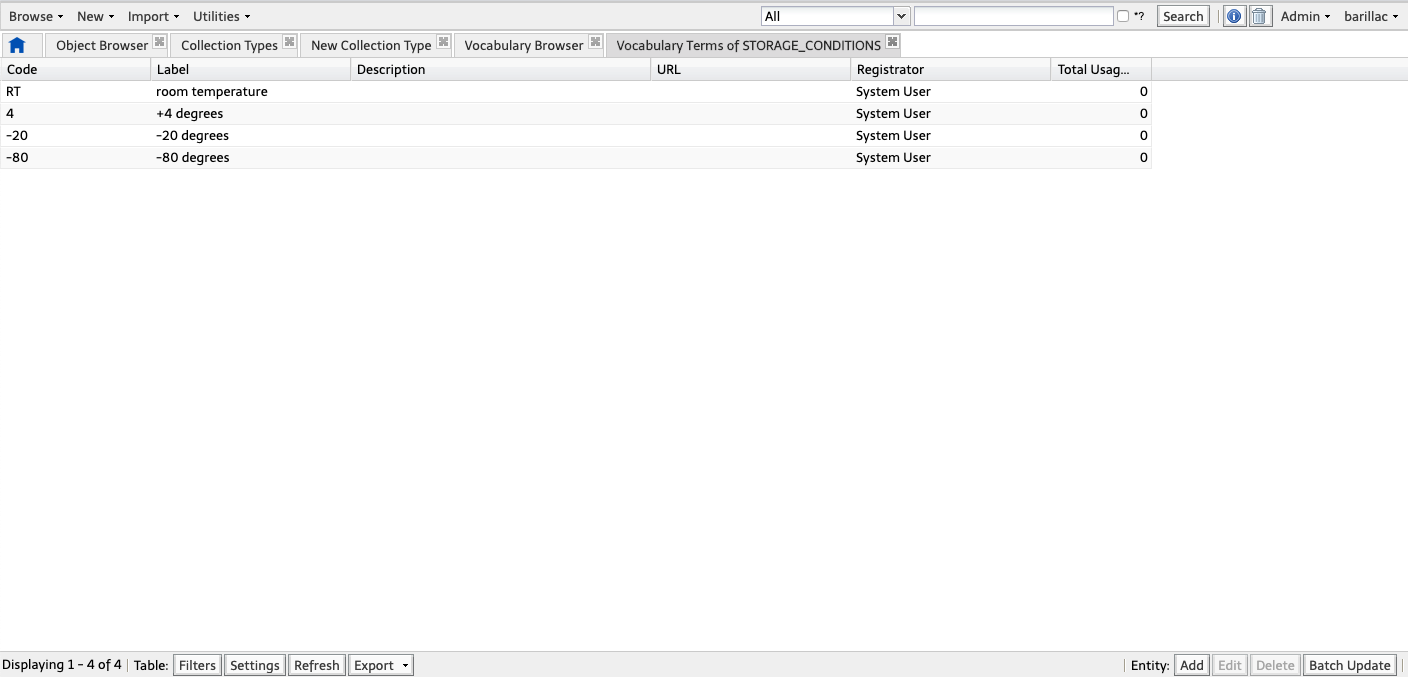 Browse New Import Utilities All *? Search Admin barillac
Object Browser Collection Types New Collection Type Vocabulary Browser Vocabulary Terms of STORAGE_CONDITIONS
Code Label Description URL Registrator Total Usag...
RT room temperature System User 0
4 +4 degrees System User 0
-20 -20 degrees System User 0
-80 -80 degrees System User 0
Displaying 1 - 4 of 4 Table: Filters Settings Refresh Export Entity: Add Edit Delete Batch Update